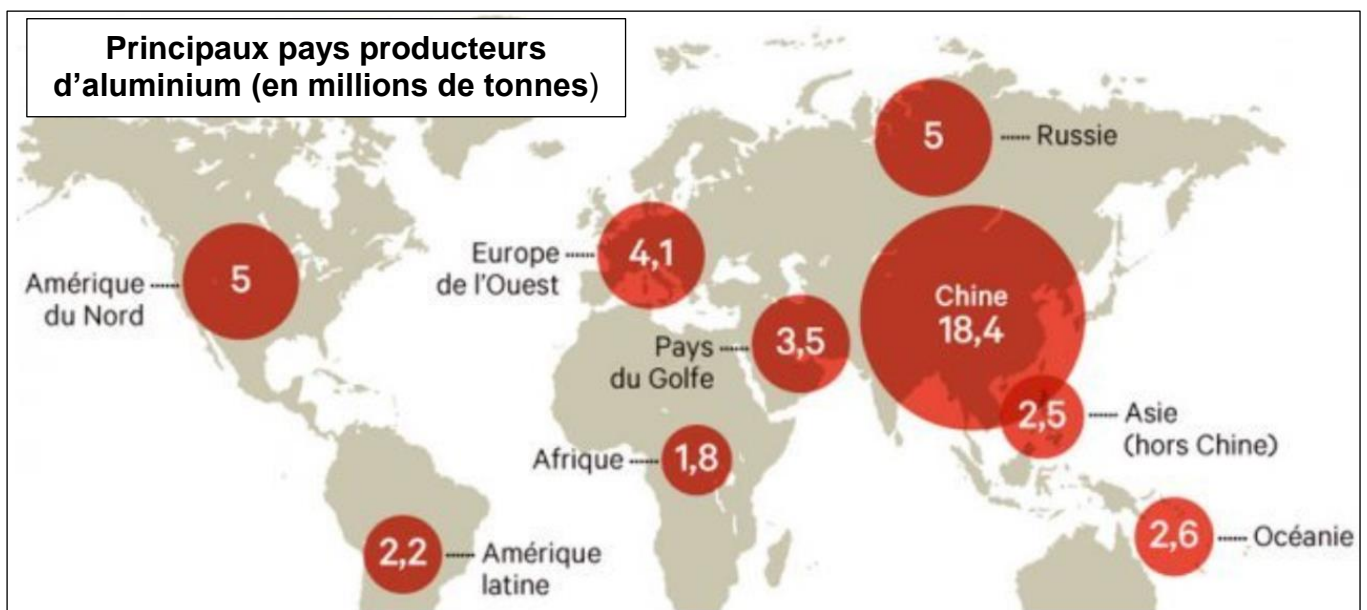 Principaux pays producteurs
d’aluminium (en millions de tonnes)
5
Russie
Europe
de l'Ouest
4,1
5
Amérique
du Nord
Chine
18,4
Pays
du Golfe
3,5
2,5
Asie
(hors Chine)
Afrique
1,8
2,2
Amérique
latine
2,6
Océanie